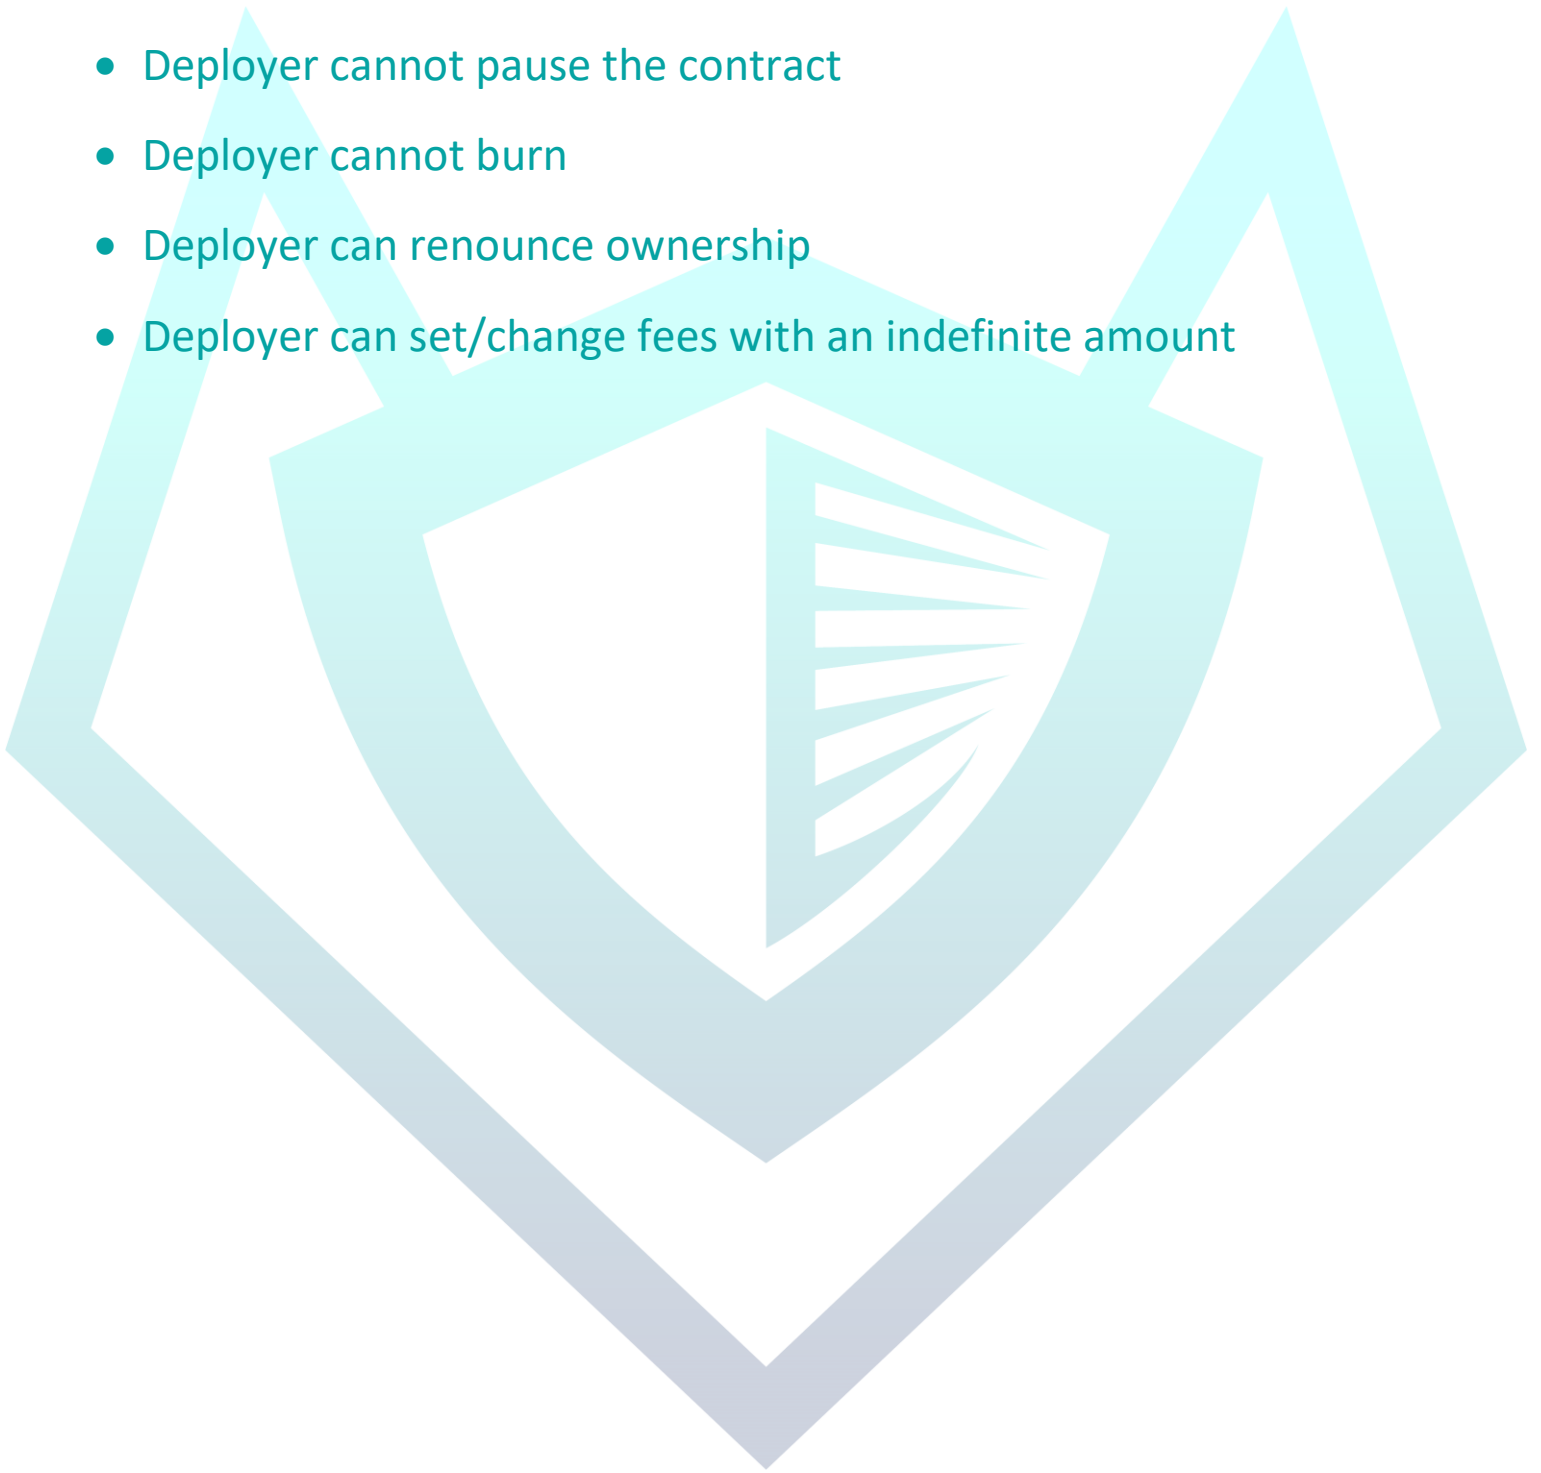 • Deployer cannot pause the contract
• Deployer cannot burn
• Deployer can renounce ownership
• Deployer can set/change fees with an indefinite amount